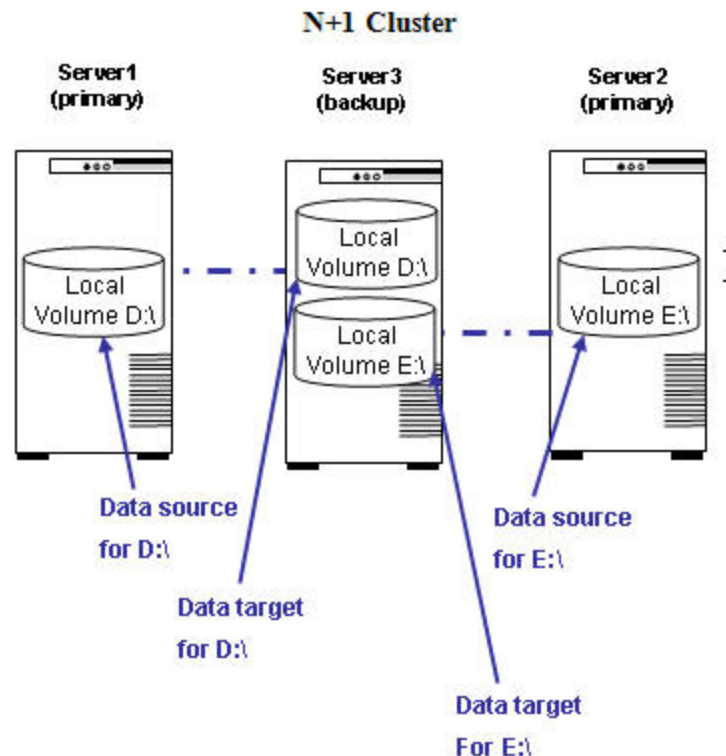 N+1 Cluster
Server1
(primary)
Server3
(backup)
Server2
(primary)
Local
Volume D:\
Local
Volume D:\
Local
Volume E:\
Local
Volume E:\
Data source
for D:\
Data target
for D:\
Data source
for E:\
Data target
For E:\